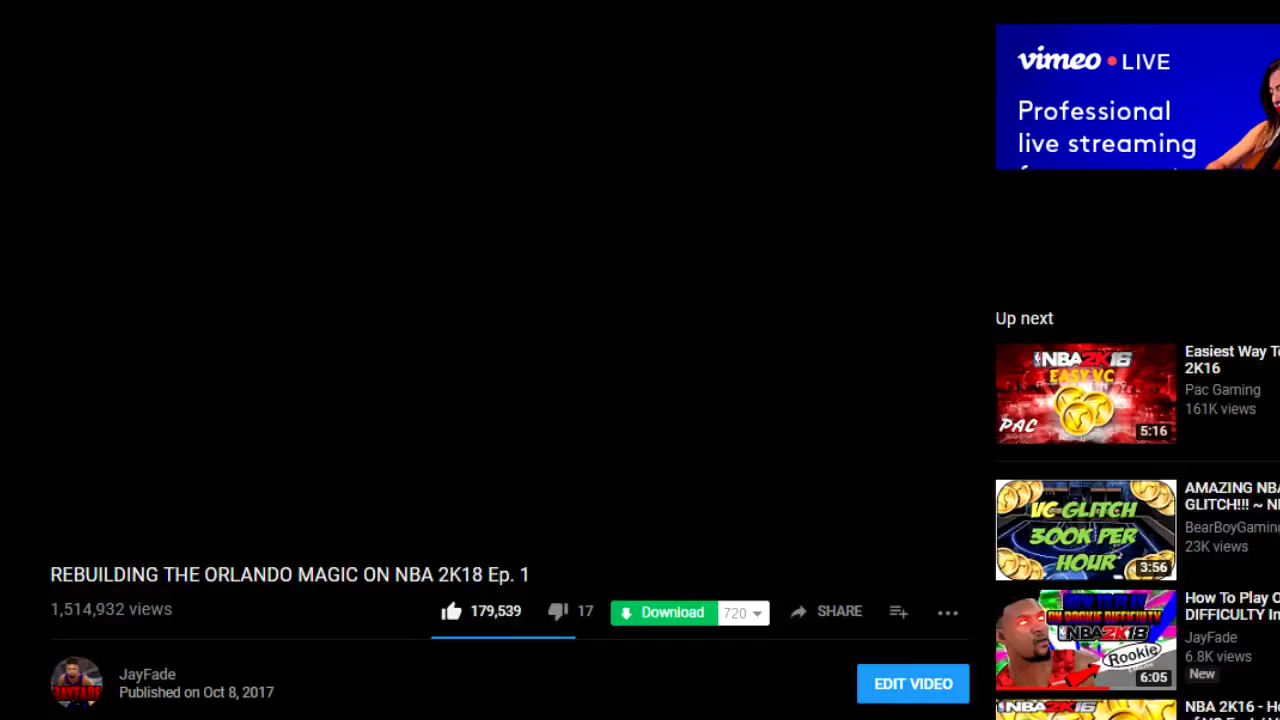 vimeo LIVE
Professional
live streaming
Up next
NBA 2K16
EASY VC
PAC
5:16
Easiest Way
2K16
Pac Gaming
161K views
VC GLITCH
300K PER
HOUR
3:56
AMAZING
GLITCH!!! ~
BearBoyGaming
23K views
REBUILDING THE ORLANDO MAGIC ON NBA 2K18 Ep. 1
1,514,932 views
179,539
17
Download
720
SHARE
HOW TO PLAY
ON ROOKIE DIFFICULTY
NBA2K18
Rookie
6:05
How To Play
DIFFICULTY
JayFade
6.8K views
New
JAYFADE
JayFade
Published on Oct 8, 2017
EDIT VIDEO
NBA 2K16
NBA 2K16 -